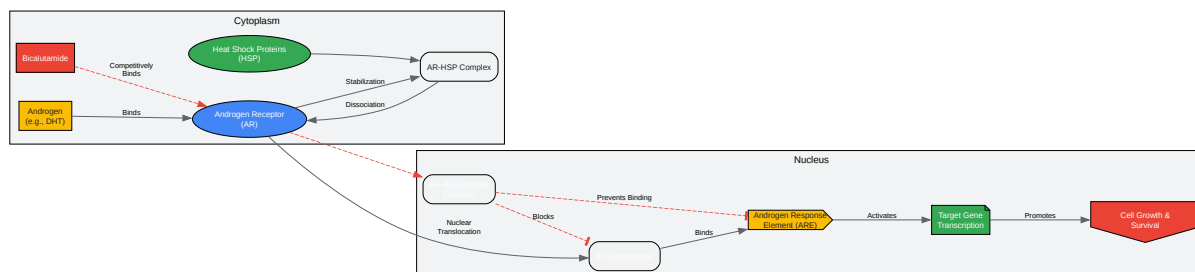 Cytoplasm
Bicalutamide
Heat Shock Proteins
(HSP)
AR-HSP Complex
Competitively
Binds
Stabilization
Androgen
(e.g., DHT)
Binds
Androgen Receptor
(AR)
Dissociation
Nucleus
Nuclear
Translocation
Prevents Binding
Blocks
Binds
Androgen Response
Element (ARE)
Activates
Target Gene
Transcription
Promotes
Cell Growth &
Survival